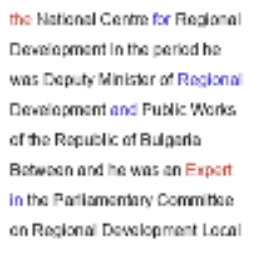 the National Centre for Regional
Development In the period he
was Deputy Minister of Regional
Development and Public Works
of the Republic of Bulgaria
Between and he was an Expert
in the Parliamentary Committee
on Regional Development Local